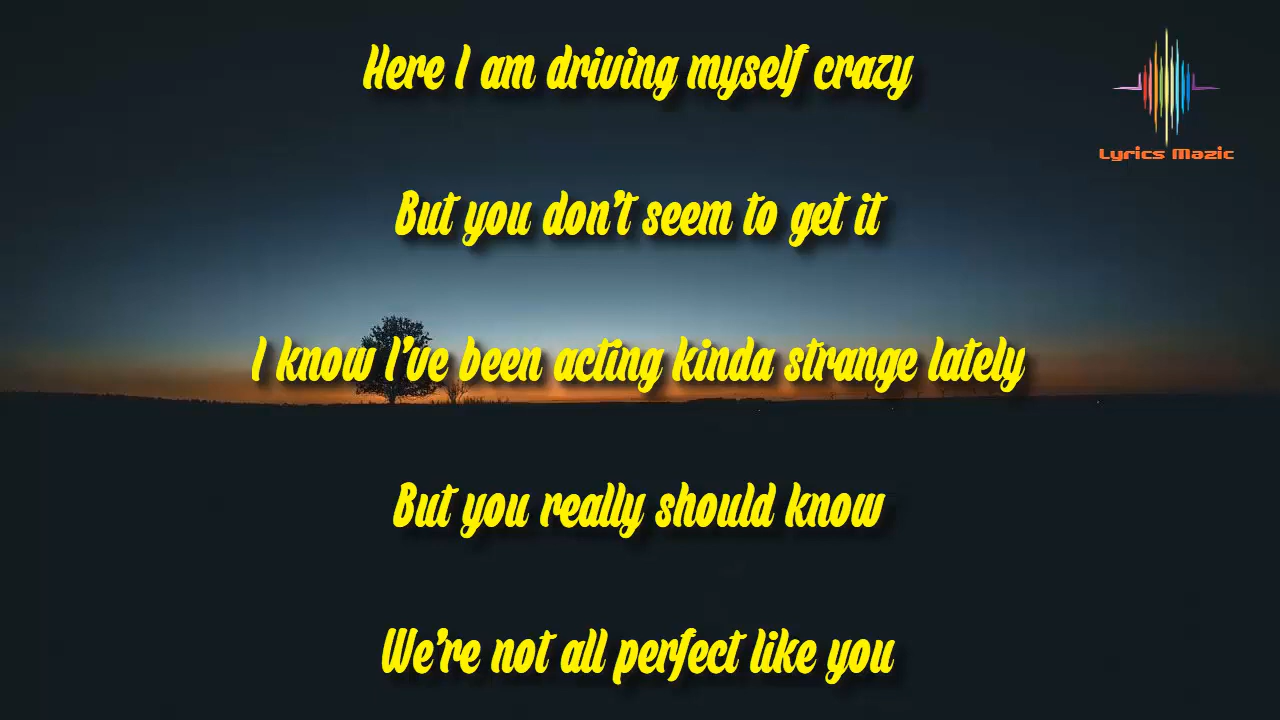 Here I am driving myself crazy
Lyrics Mazic
But you don't seem to get it
I know I've been acting kinda strange lately
But you really should know
We're not all perfect like you